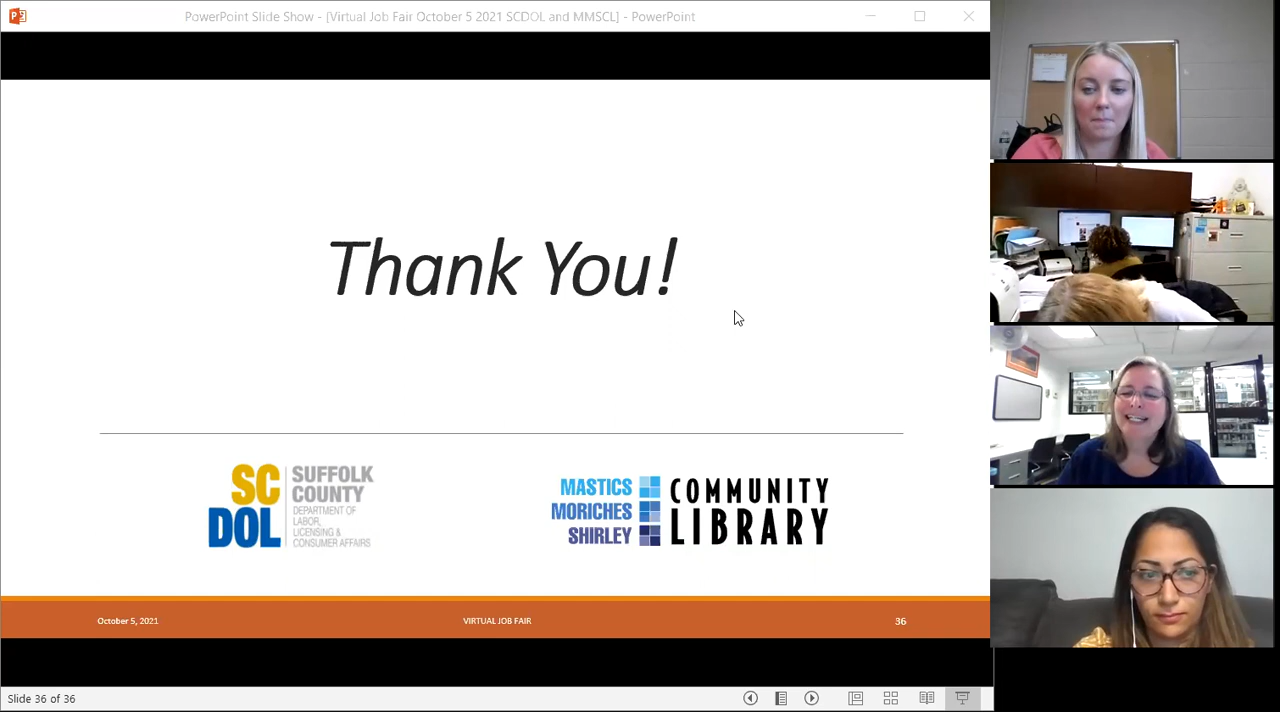 PowerPoint Slide Show - [Virtual Job Fair October 5 2021 SCDOL and MMSCL] - PowerPoint
Thank You!
SC
DOL
SUFFOLK
COUNTY
DEPARTMENT OF
LABOR,
LICENSING &
CONSUMER AFFAIRS
MASTICS
MORICHES
SHIRLEY
COMMUNITY
LIBRARY
October 5, 2021
VIRTUAL JOB FAIR
36
Slide 36 of 36